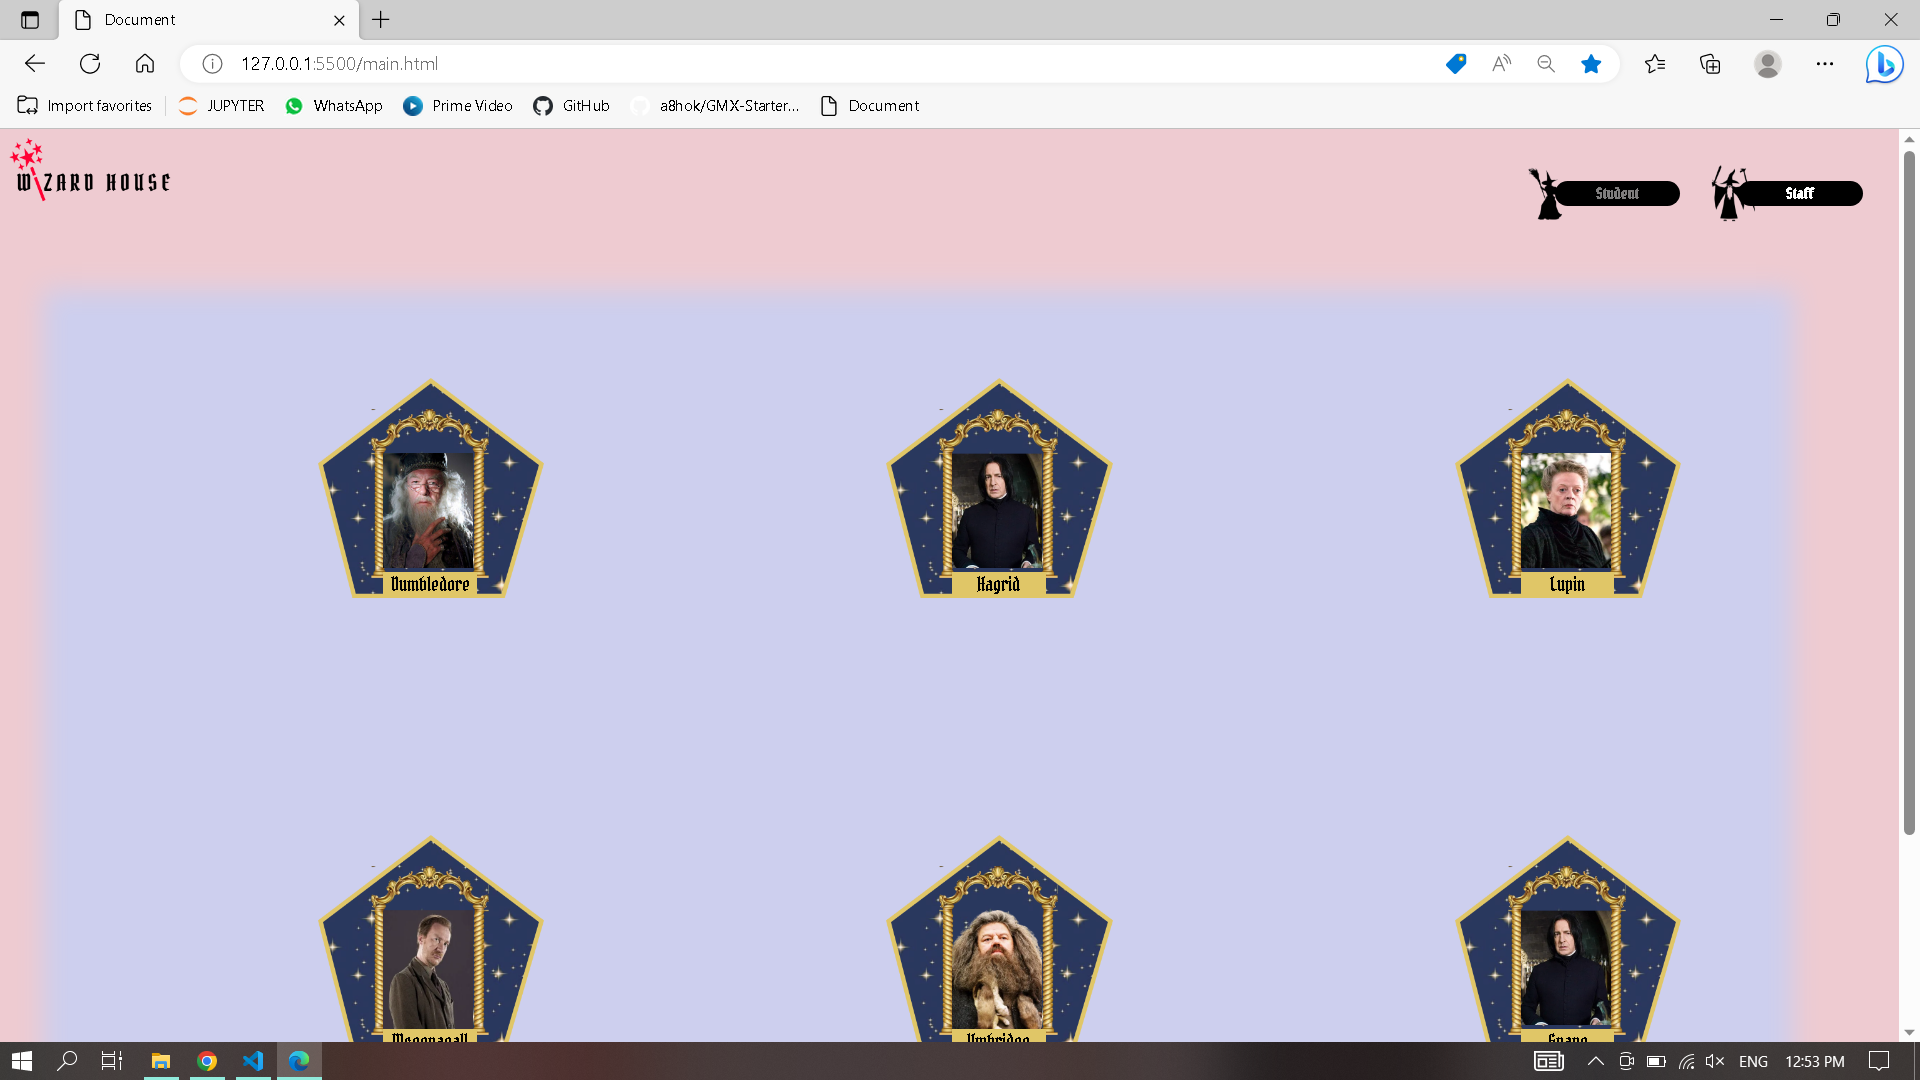 Document
127.0.0.1:5500/main.html
Import favorites JUPYTER WhatsApp Prime Video GitHub a8hok/GMX-Starter... Document
WIZARD HOUSE
Student Staff
Dumbledore Hagrid Lupin
Mcgonagall Umbridge Snape
ENG 12:53 PM